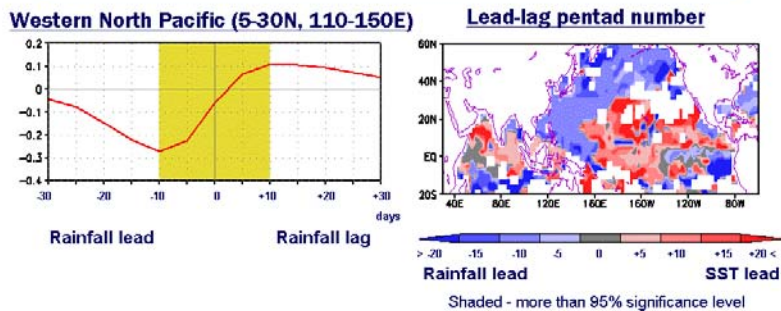 Western North Pacific (5-30N, 110-150E)
0.2
0.1
0
-0.1
-0.2
-0.3
-0.4
-30
-20
-10
0
+10
+20
+30
days
Rainfall lead
Rainfall lag
Lead-lag pentad number
60N
40N
20N
EQ
20S
40E
80E
120E
160E
160W
120W
80W
> -20
-15
-10
-5
0
+5
+10
+15
+20 <
Rainfall lead
SST lead
Shaded - more than 95% significance level